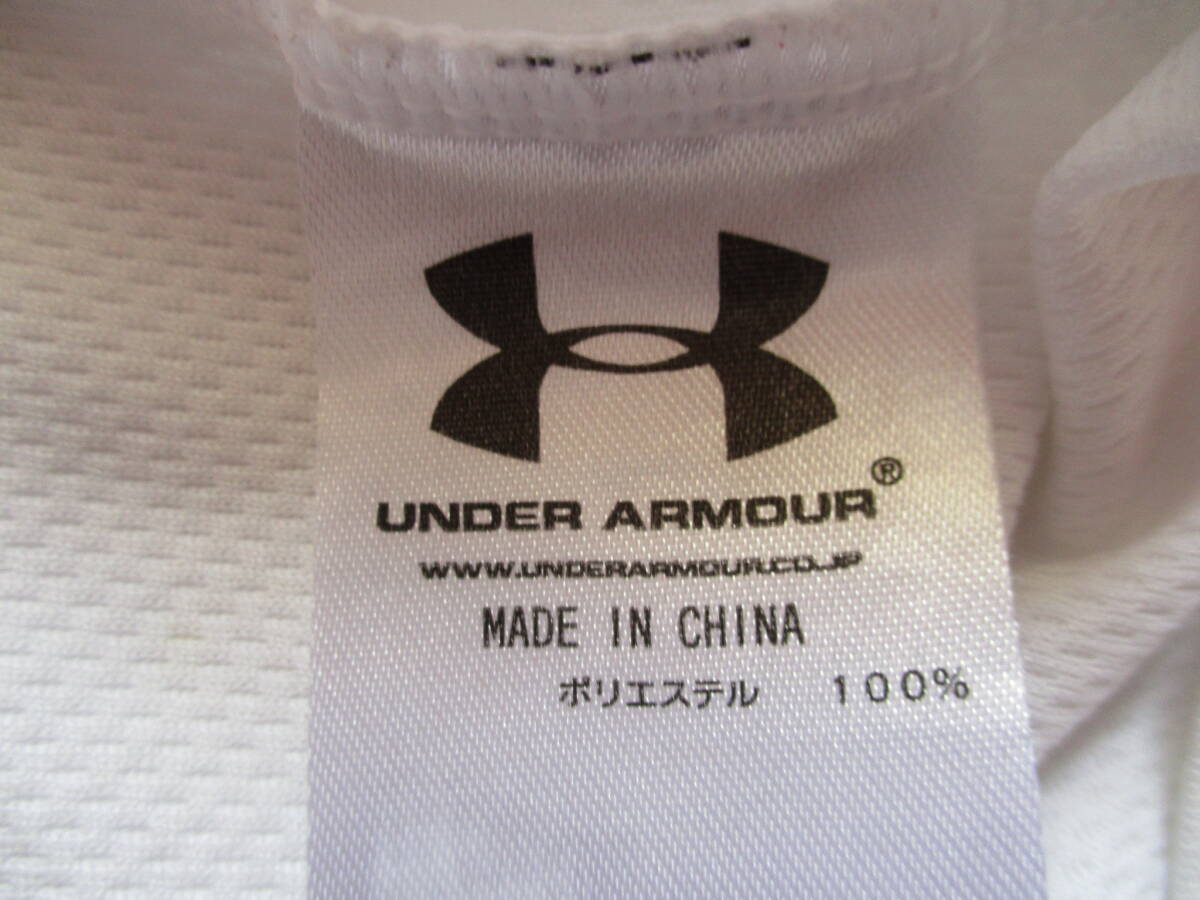 UNDER ARMOUR®
WWW.UNDERARMOUR.CO.JP
MADE IN CHINA
ポリエステル 100%